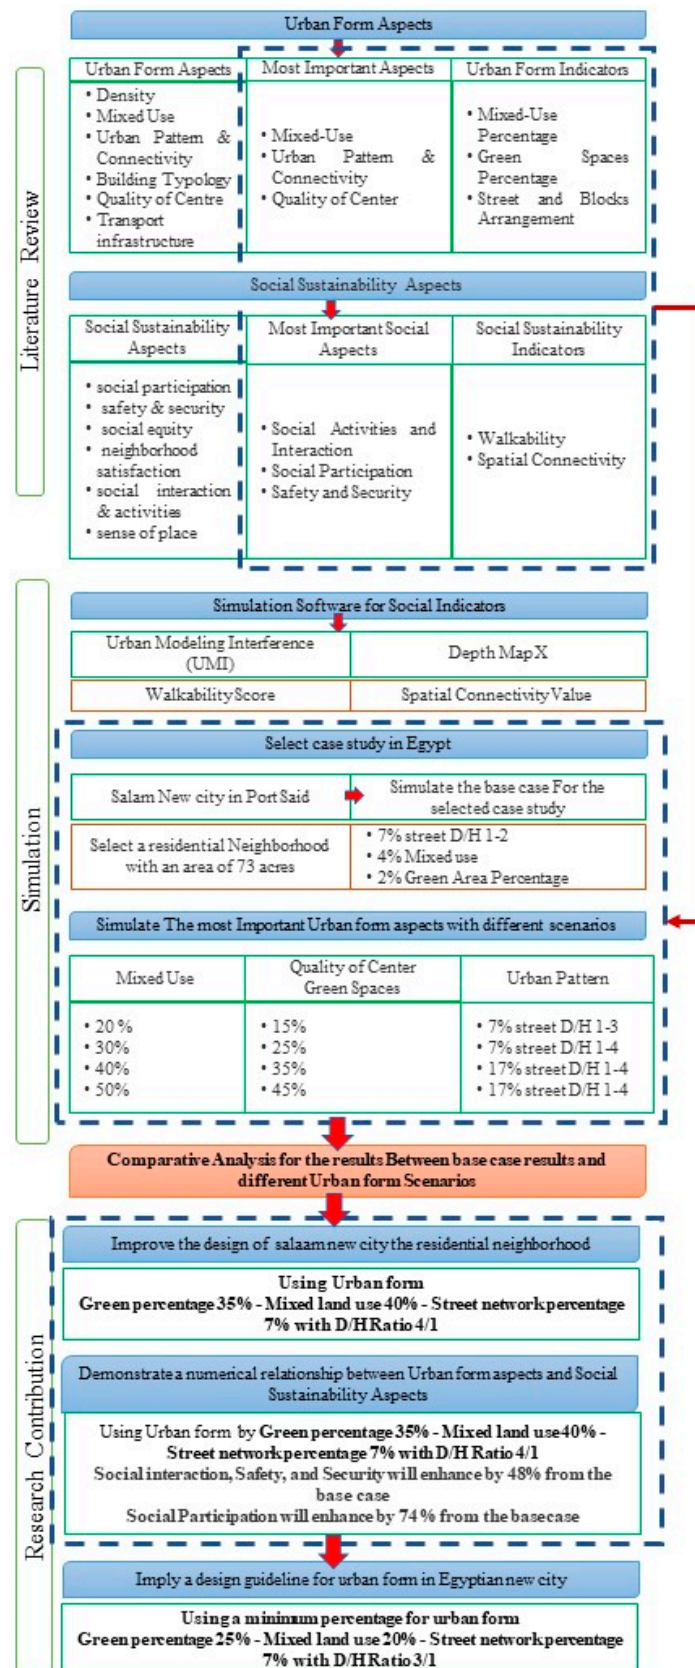 Urban Form Aspects
Literature Review
Urban Form Aspects
• Density
• Mixed Use
• Urban Pattern &
Connectivity
• Building Typology
• Quality of Centre
• Transport
infrastructure
Most Important Aspects
• Mixed-Use
• Urban Pattern &
Connectivity
• Quality of Center
Urban Form Indicators
• Mixed-Use
Percentage
• Green Spaces
Percentage
• Street and Blocks
Arrangement
Social Sustainability Aspects
Social Sustainability
Aspects
• social participation
• safety & security
• social equity
• neighborhood
satisfaction
• social interaction
& activities
• sense of place
Most Important Social
Aspects
• Social Activities and
Interaction
• Social Participation
• Safety and Security
Social Sustainability
Indicators
• Walkability
• Spatial Connectivity
Simulation
Simulation Software for Social Indicators
Urban Modeling Interference
(UMI)
Depth Map X
Walkability Score
Spatial Connectivity Value
Select case study in Egypt
Salam New city in Port Said
Simulate the base case For the
selected case study
Select a residential Neighborhood
with an area of 73 acres
• 7% street D/H 1-2
• 4% Mixed use
• 2% Green Area Percentage
Simulate The most Important Urban form aspects with different scenarios
Mixed Use
• 20 %
• 30%
• 40%
• 50%
Quality of Center
Green Spaces
• 15%
• 25%
• 35%
• 45%
Urban Pattern
• 7% street D/H 1-3
• 7% street D/H 1-4
• 17% street D/H 1-4
• 17% street D/H 1-4
Comparative Analysis for the results Between base case results and
different Urban form Scenarios
Research Contribution
Improve the design of salaam new city the residential neighborhood
Using Urban form
Green percentage 35% - Mixed land use 40% - Street network percentage
7% with D/H Ratio 4/1
Demonstrate a numerical relationship between Urban form aspects and Social
Sustainability Aspects
Using Urban form by Green percentage 35% - Mixed land use 40% -
Street network percentage 7% with D/H Ratio 4/1
Social interaction, Safety, and Security will enhance by 48% from the
base case
Social Participation will enhance by 74% from the base case
Imply a design guideline for urban form in Egyptian new city
Using a minimum percentage for urban form
Green percentage 25% - Mixed land use 20% - Street network percentage
7% with D/H Ratio 3/1